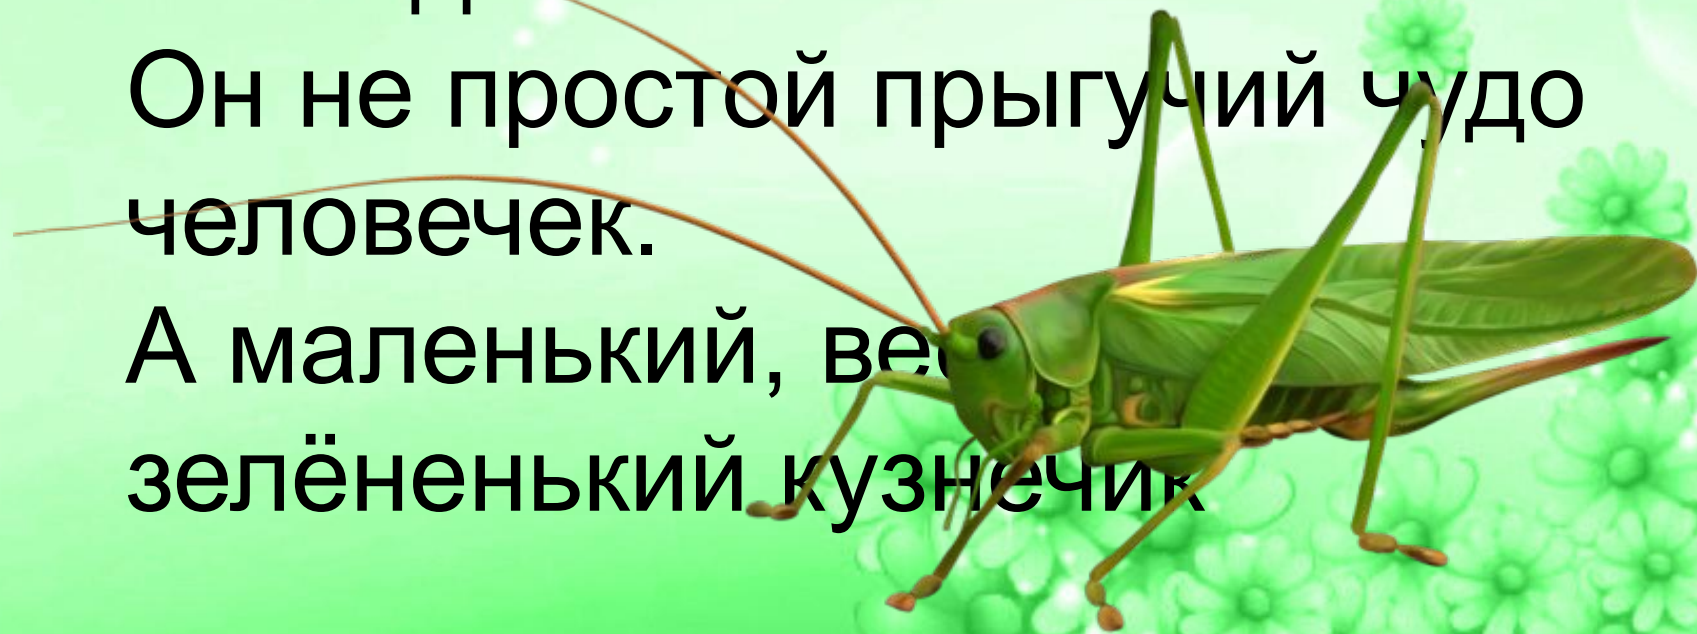 Он не простой прыгучий чудо
человечек.
А маленький,
зелёненький кузнечик